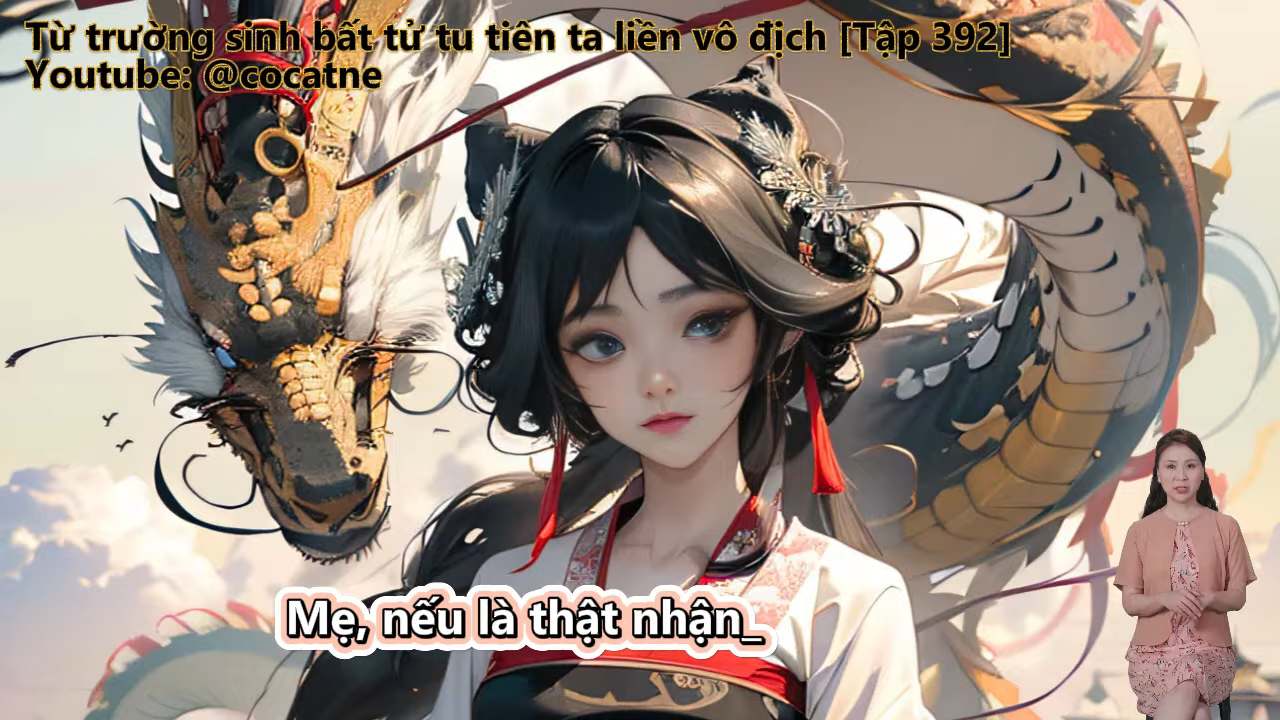 Từ trường sinh bất tử tu tiên ta liền vô địch [Tập 392]
Youtube: @cocatne
Mẹ, nếu là thật nhận_